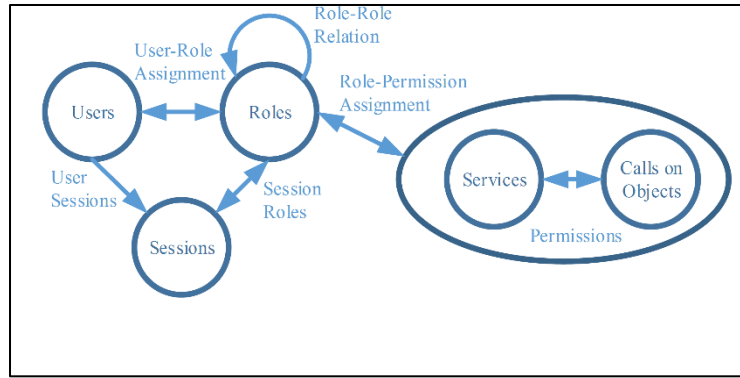 Role-Role
Relation
User-Role
Assignment
Role-Permission
Assignment
Users
Roles
Services
Calls on
Objects
User
Sessions
Session
Roles
Permissions
Sessions